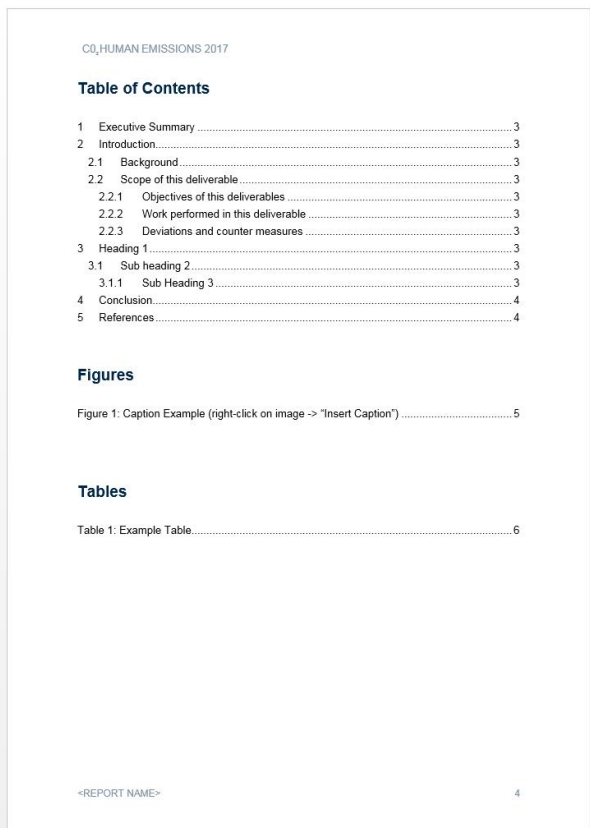 C0₂HUMAN EMISSIONS 2017
Table of Contents
1 Executive Summary ........ 3
2 Introduction........ 3
2.1 Background........ 3
2.2 Scope of this deliverable........ 3
2.2.1 Objectives of this deliverables ........ 3
2.2.2 Work performed in this deliverable ........ 3
2.2.3 Deviations and counter measures ........ 3
3 Heading 1........ 3
3.1 Sub heading 2........ 3
3.1.1 Sub Heading 3........ 3
4 Conclusion........ 4
5 References........ 4
Figures
Figure 1: Caption Example (right-click on image -> "Insert Caption") ........ 5
Tables
Table 1: Example Table........ 6
<REPORT NAME> 4